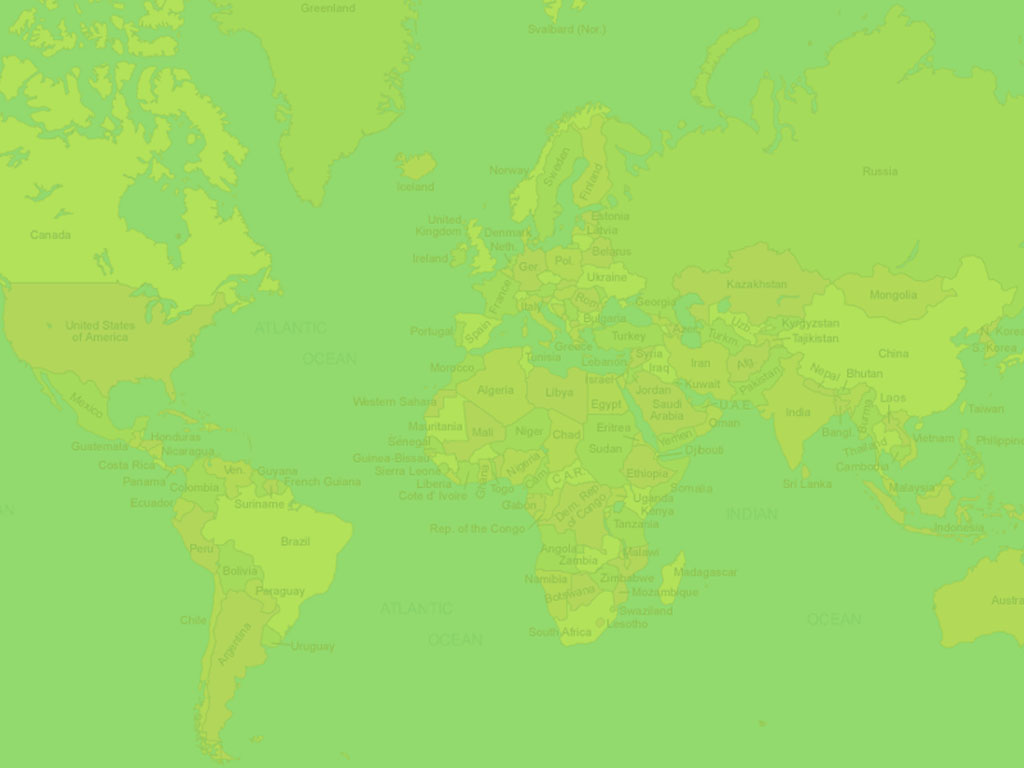 Greenland
Svalbard (Nor.)
Russia
Norway
Sweden
Finland
Iceland
Estonia
United
Kingdom
Denmark
Latvia
Canada
Neth.
Belarus
Ireland
Ger.
Pol.
Ukraine
Kazakhstan
Mongolia
France
Rom.
Italy
Georgia
United States
of America
ATLANTIC
OCEAN
Portugal
Spain
Bulgaria
Greece
Turkey
Azer.
Uzb.
Turkm.
Kyrgyzstan
Tajikistan
N. Korea
S. Korea
China
Tunisia
Lebanon
Syria
Iraq
Iran
Afg.
Morocco
Israel
Jordan
Kuwait
Pakistan
Nepal
Bhutan
Algeria
Libya
Egypt
Saudi
Arabia
U.A.E.
Oman
India
Burma
Laos
Taiwan
Mexico
Western Sahara
Mauritania
Mali
Niger
Chad
Sudan
Eritrea
Yemen
Djibouti
Bangl.
Thailand
Vietnam
Philippin
Guatemala
Honduras
Nicaragua
Senegal
Guinea-Bissau
Sierra Leone
Liberia
Cote d' Ivoire
Ghana
Togo
Nigeria
Cam.
C.A.R.
Ethiopia
Somalia
Sri Lanka
Cambodia
Malaysia
Costa Rica
Panama
Colombia
Ven.
Guyana
French Guiana
Suriname
Ecuador
Gabon
Rep. of the Congo
Dem. Rep.
of Congo
Uganda
Kenya
Tanzania
INDIAN
Indonesia
AN
Peru
Brazil
Bolivia
Paraguay
Angola
Zambia
Malawi
Madagascar
Namibia
Zimbabwe
Botswana
Mozambique
Swaziland
Lesotho
South Africa
Austra
Chile
Argentina
Uruguay
ATLANTIC
OCEAN
OCEAN